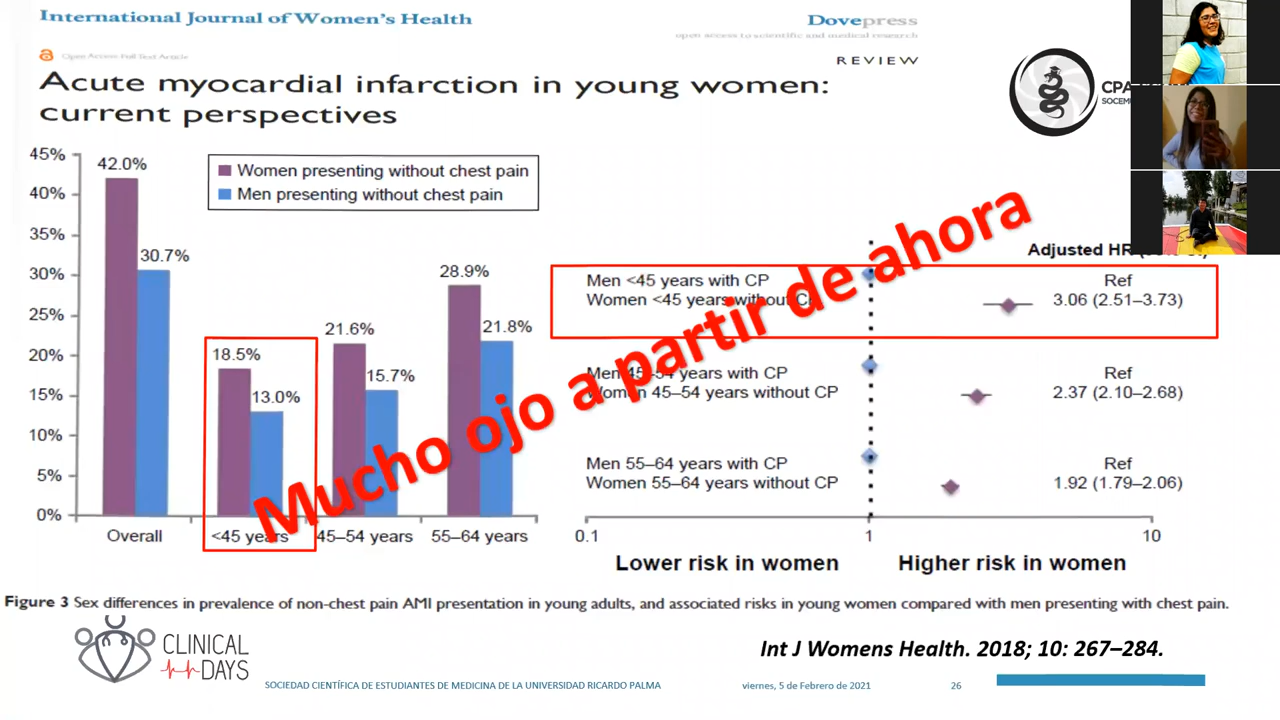 International Journal of Women's Health
Dovepress
open access to scientific and medical research
Open Access Full Text Article
REVIEW
Acute myocardial infarction in young women:
current perspectives
CPA
SOCEM
45%
40%
35%
30%
25%
20%
15%
10%
5%
0%
42.0%
30.7%
18.5%
13.0%
21.6%
15.7%
28.9%
21.8%
Women presenting without chest pain
Men presenting without chest pain
Overall
<45 years
45–54 years
55–64 years
Mucho ojo a partir de ahora
Adjusted HR
Men <45 years with CP
Ref
Women <45 years without CP
3.06 (2.51–3.73)
Men 45–54 years with CP
Ref
Women 45–54 years without CP
2.37 (2.10–2.68)
Men 55–64 years with CP
Ref
Women 55–64 years without CP
1.92 (1.79–2.06)
0.1
1
10
Lower risk in women
Higher risk in women
Figure 3 Sex differences in prevalence of non-chest pain AMI presentation in young adults, and associated risks in young women compared with men presenting with chest pain.
CLINICAL
DAYS
Int J Womens Health. 2018; 10: 267–284.
SOCIEDAD CIENTÍFICA DE ESTUDIANTES DE MEDICINA DE LA UNIVERSIDAD RICARDO PALMA
viernes, 5 de Febrero de 2021
26